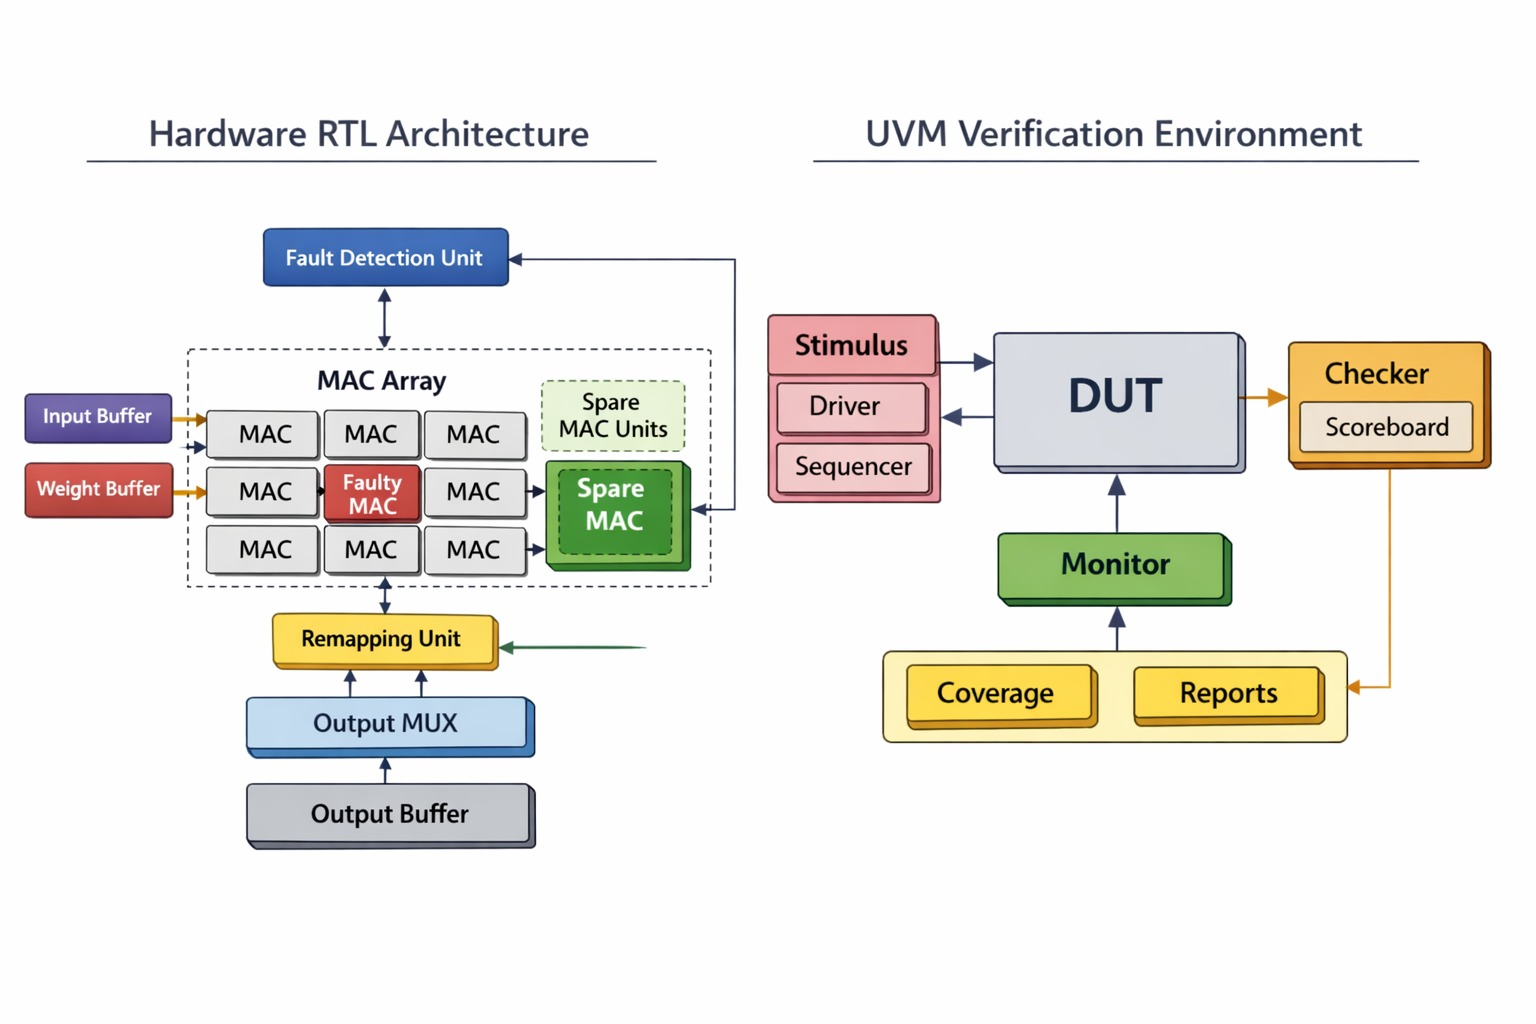 Hardware RTL Architecture
Fault Detection Unit
MAC Array
Input Buffer
Weight Buffer
MAC MAC MAC
MAC Faulty MAC
MAC
MAC MAC MAC
Spare
MAC Units
Spare
MAC
Remapping Unit
Output MUX
Output Buffer
UVM Verification Environment
Stimulus
Driver
Sequencer
DUT
Checker
Scoreboard
Monitor
Coverage
Reports